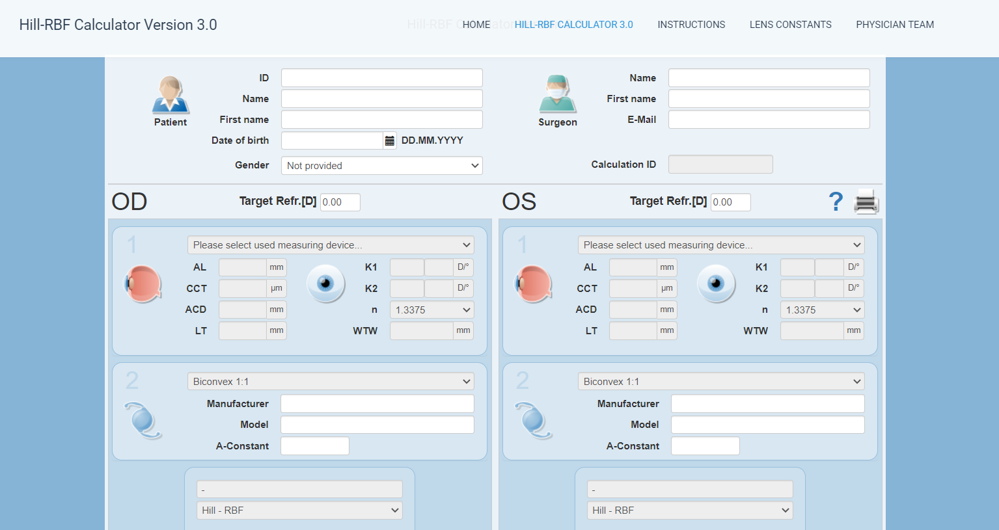 Hill-RBF Calculator Version 3.0
Hill-RBF Calculator
HOME
HILL-RBF CALCULATOR 3.0
INSTRUCTIONS
LENS CONSTANTS
PHYSICIAN TEAM
Patient
ID
Name
First name
Date of birth
DD.MM.YYYY
Gender
Not provided
Surgeon
Name
First name
E-Mail
Calculation ID
OD
Target Refr.[D] 0.00
OS
Target Refr.[D] 0.00
?
1
Please select used measuring device...
AL mm K1 D/°
CCT µm K2 D/°
ACD mm n 1.3375
LT mm WTW mm
2
Biconvex 1:1
Manufacturer
Model
A-Constant
-
Hill - RBF
1
Please select used measuring device...
AL mm K1 D/°
CCT µm K2 D/°
ACD mm n 1.3375
LT mm WTW mm
2
Biconvex 1:1
Manufacturer
Model
A-Constant
-
Hill - RBF